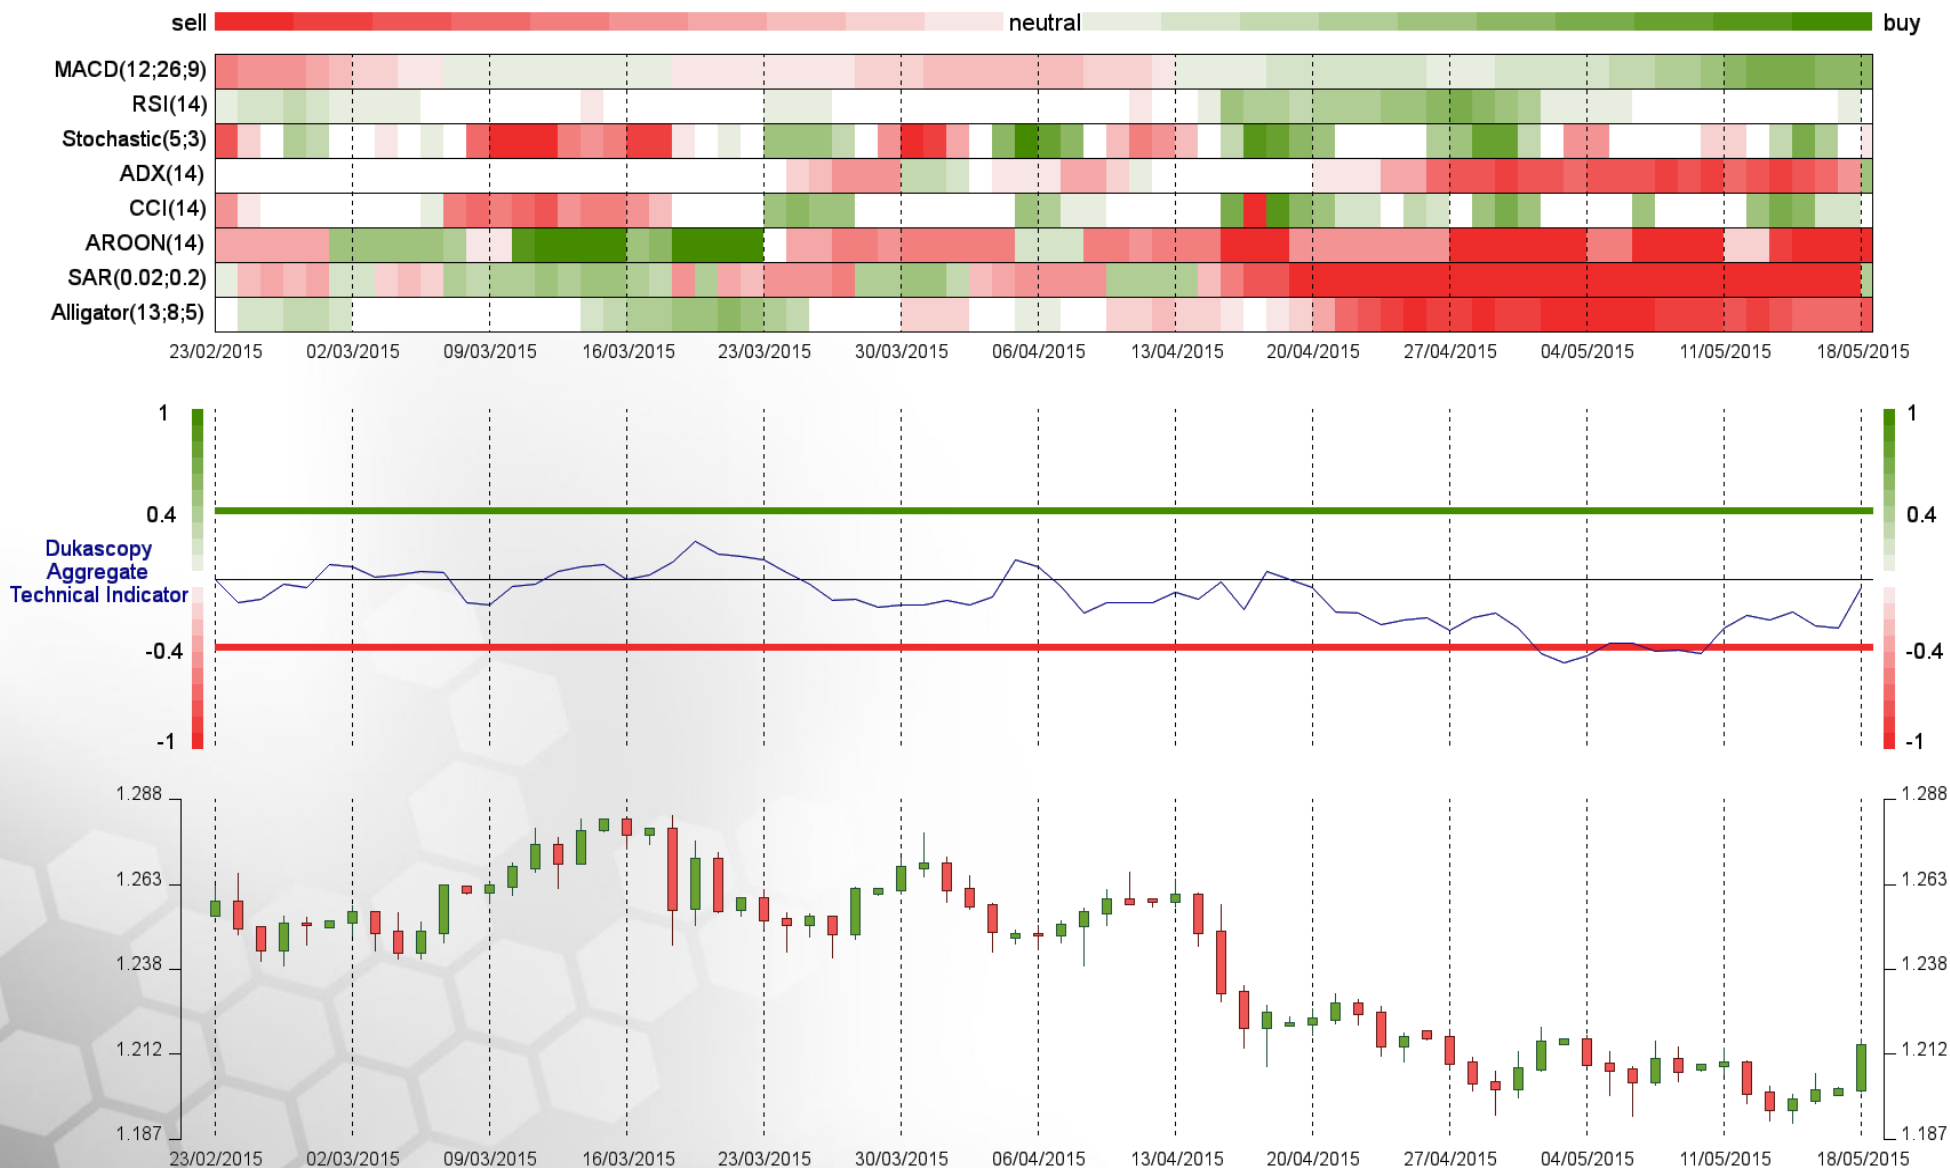 sell neutral buy
MACD(12;26;9)
RSI(14)
Stochastic(5;3)
ADX(14)
CCI(14)
AROON(14)
SAR(0.02;0.2)
Alligator(13;8;5)
23/02/2015 02/03/2015 09/03/2015 16/03/2015 23/03/2015 30/03/2015 06/04/2015 13/04/2015 20/04/2015 27/04/2015 04/05/2015 11/05/2015 18/05/2015
1 1
0.4 0.4
Dukascopy
Aggregate
Technical Indicator
-0.4 -0.4
-1 -1
1.288 1.288
1.263 1.263
1.238 1.238
1.212 1.212
1.187 1.187
23/02/2015 02/03/2015 09/03/2015 16/03/2015 23/03/2015 30/03/2015 06/04/2015 13/04/2015 20/04/2015 27/04/2015 04/05/2015 11/05/2015 18/05/2015